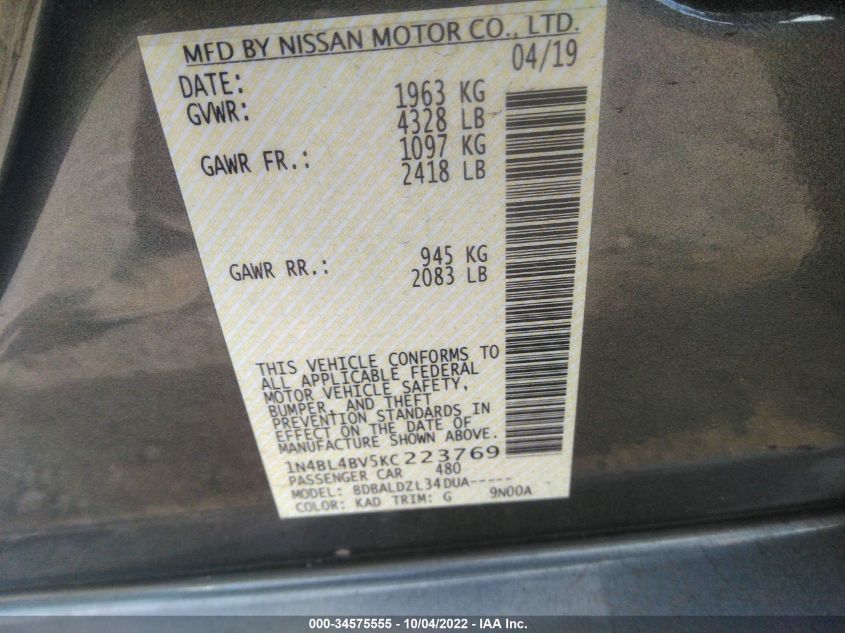 MFD BY NISSAN MOTOR CO., LTD.
DATE: 04/19
GVWR: 1963 KG
4328 LB
GAWR FR.: 1097 KG
2418 LB
GAWR RR.: 945 KG
2083 LB
THIS VEHICLE CONFORMS TO
ALL APPLICABLE FEDERAL
MOTOR VEHICLE SAFETY,
BUMPER, AND THEFT
PREVENTION STANDARDS IN
EFFECT ON THE DATE OF
MANUFACTURE SHOWN ABOVE.
1N4BL4BV5KC223769
PASSENGER CAR 480
MODEL: BDBALDZL34DUA-----
COLOR: KAD TRIM: G 9N00A
000-34575555 - 10/04/2022 - IAA Inc.